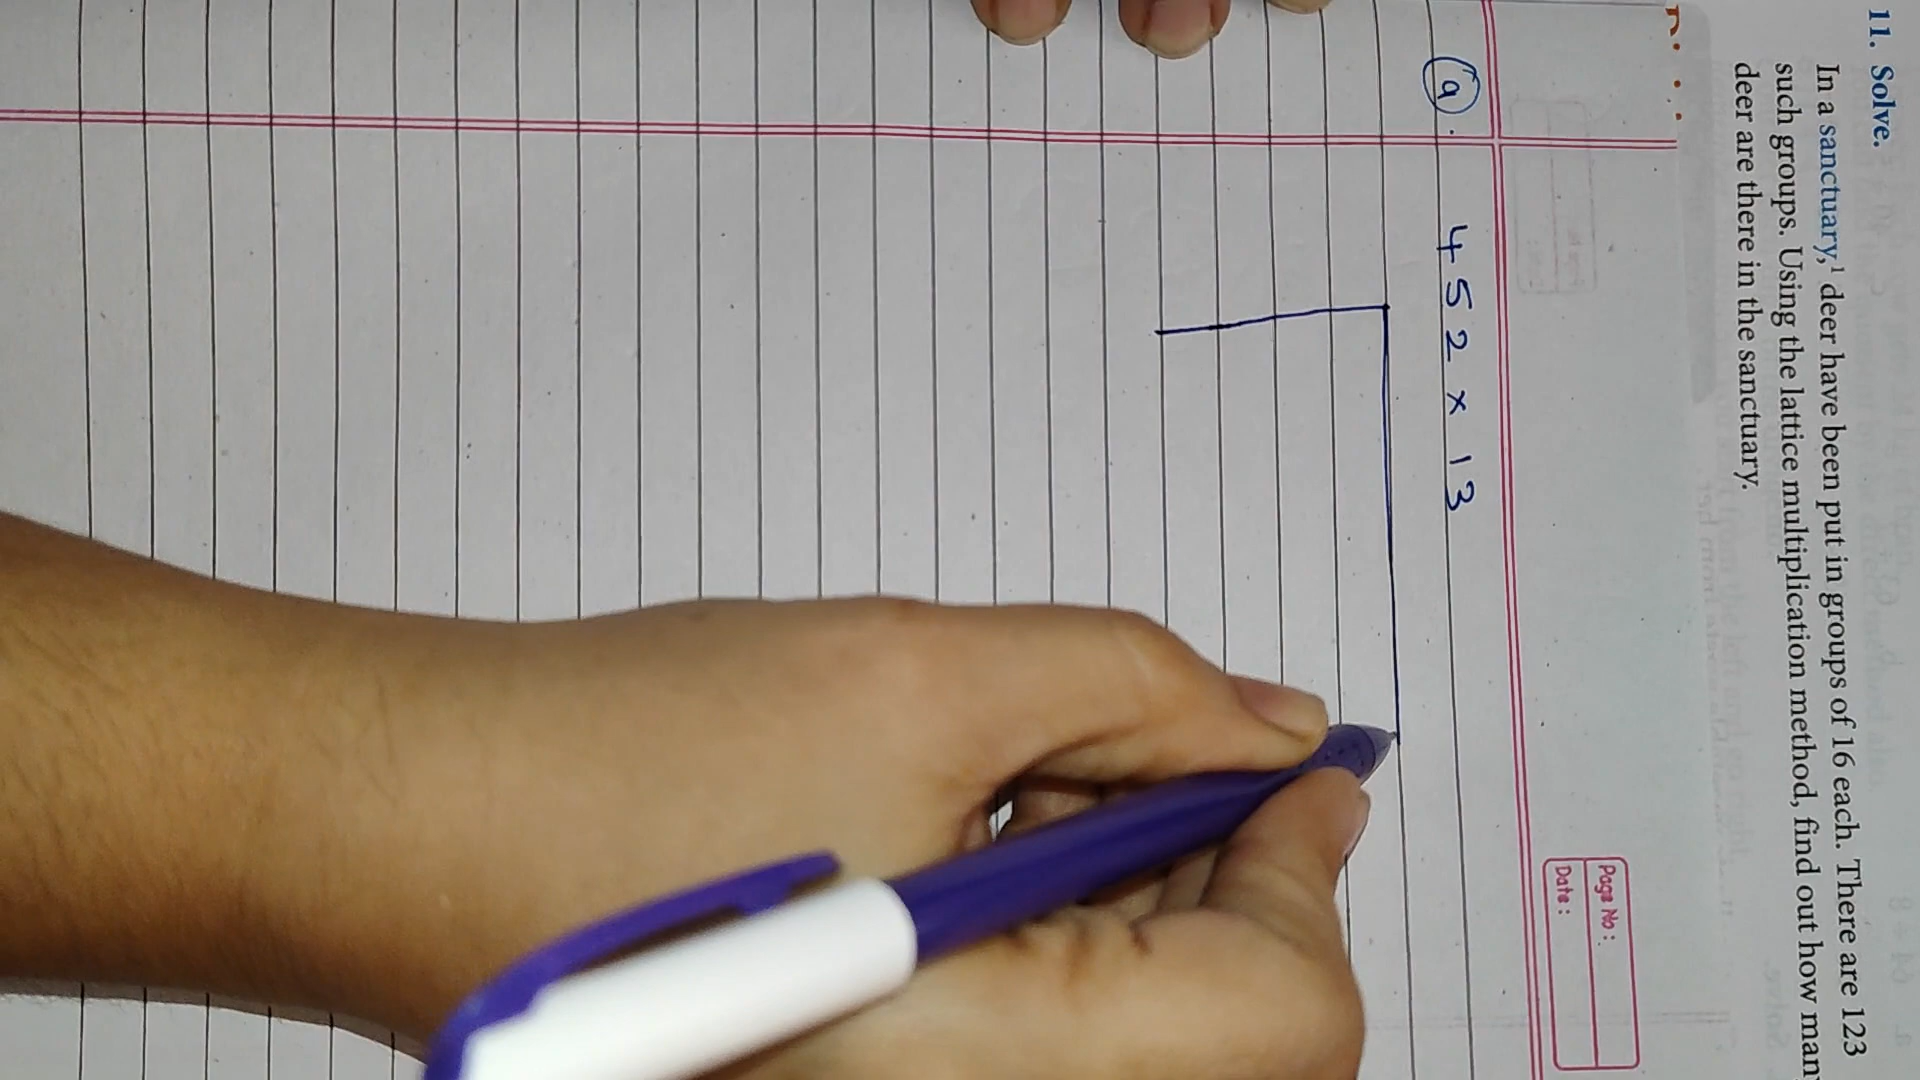 11. Solve.
In a sanctuary,¹ deer have been put in groups of 16 each. There are 123
such groups. Using the lattice multiplication method, find out how many
deer are there in the sanctuary.
Page No:
Date:
(a). 452 × 13